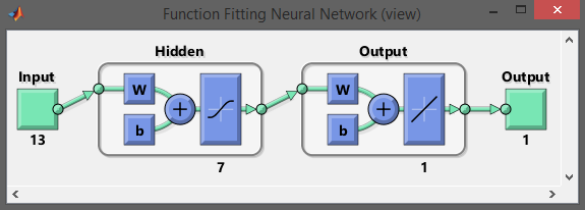 Function Fitting Neural Network (view)
Hidden Output
Input Output
W W
b b
13 7 1 1